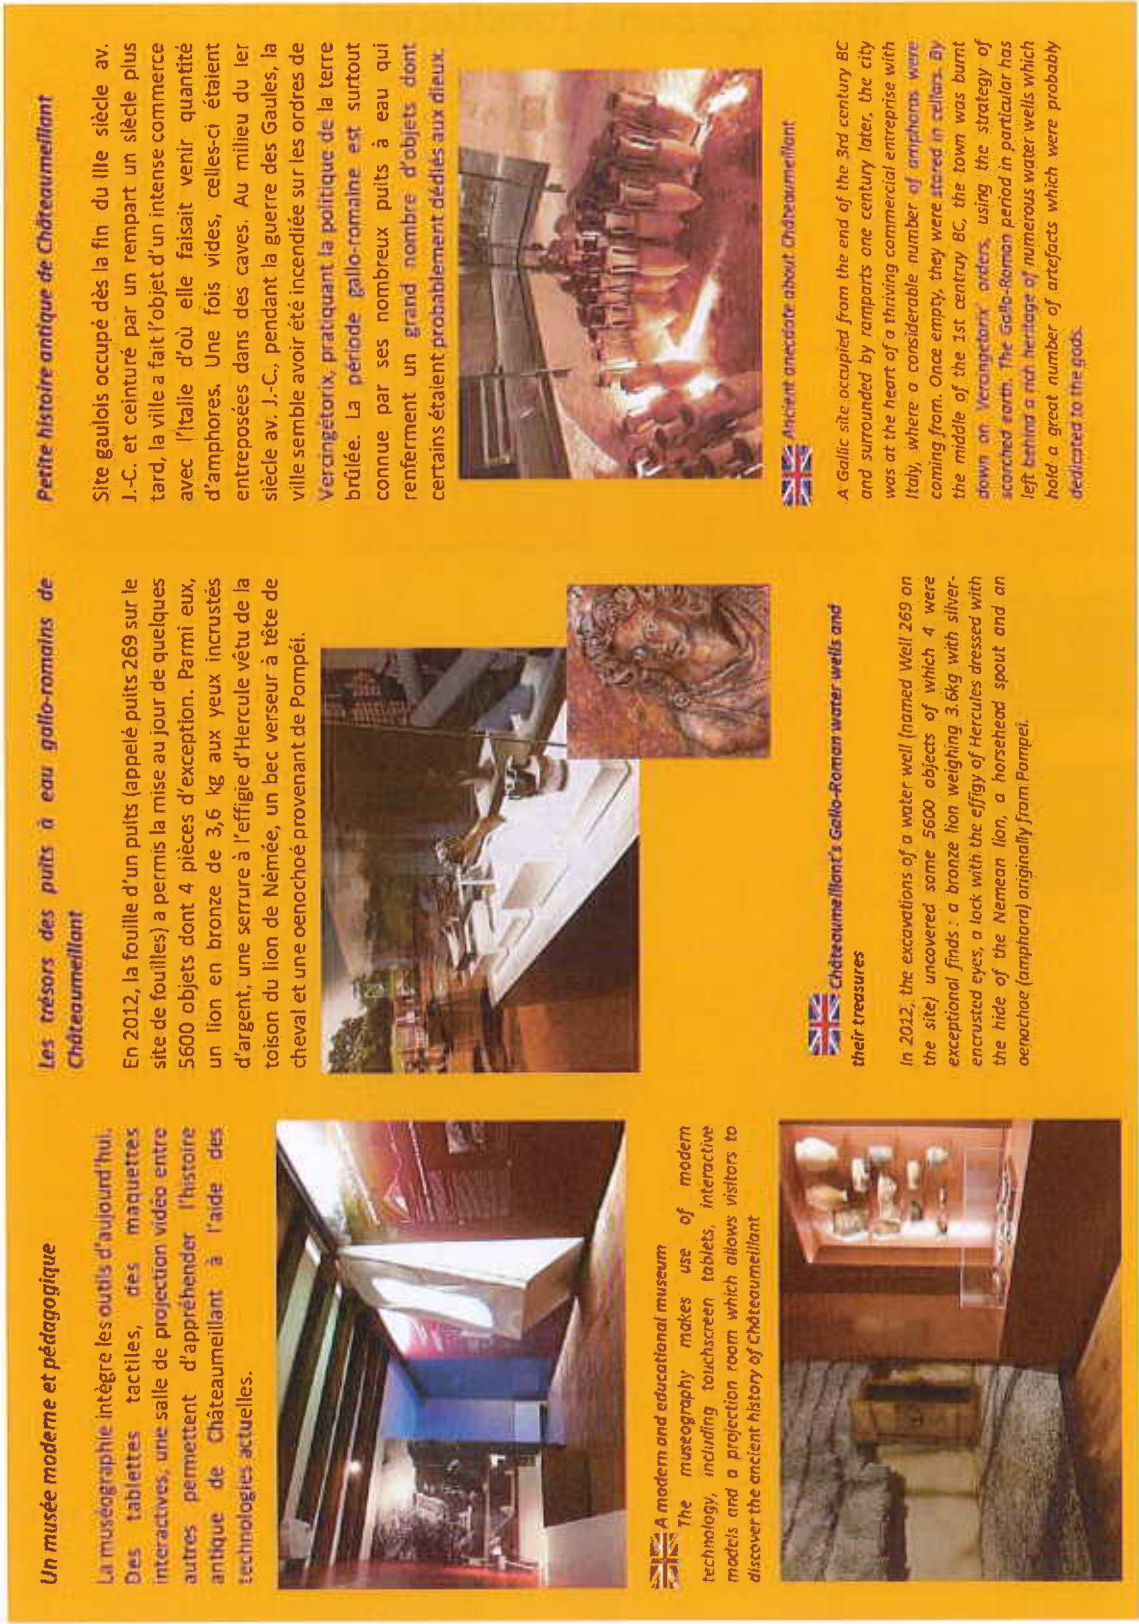 Un musée moderne et pédagogique
La muséographie intègre les outils d'aujourd'hui.
Des tablettes tactiles, des maquettes
interactives, une salle de projection vidéo entre
autres permettent d'appréhender l'histoire
antique de Châteaumeillant à l'aide des
technologies actuelles.
A modern and educational museum
The museography makes use of modern
technology, including touchscreen tablets, interactive
models and a projection room which allows visitors to
discover the ancient history of Châteaumeillant
Les trésors des puits à eau gallo-romains de
Châteaumeillant
En 2012, la fouille d'un puits (appelé puits 269 sur le
site de fouilles) a permis la mise au jour de quelques
5600 objets dont 4 pièces d'exception. Parmi eux,
un lion en bronze de 3,6 kg aux yeux incrustés
d'argent, une serrure à l'effigie d'Hercule vêtu de la
toison du lion de Némée, un bec verseur à tête de
cheval et une oenochoé provenant de Pompéi.
Châteaumeillant's Gallo-Roman water wells and
their treasures
In 2012, the excavations of a water well (named Well 269 on
the site) uncovered some 5600 objects of which 4 were
exceptional finds : a bronze lion weighing 3.6kg with silver-
encrusted eyes, a lock with the effigy of Hercules dressed with
the hide of the Nemean lion, a horsehead spout and an
oenochoe (amphora) originally from Pompei.
Petite histoire antique de Châteaumeillant
Site gaulois occupé dès la fin du IIIe siècle av.
J.-C. et ceinturé par un rempart un siècle plus
tard, la ville a fait l'objet d'un intense commerce
avec l'Italie d'où elle faisait venir quantité
d'amphores. Une fois vides, celles-ci étaient
entreposées dans des caves. Au milieu du Ier
siècle av. J.-C., pendant la guerre des Gaules, la
ville semble avoir été incendiée sur les ordres de
Vercingétorix, pratiquant la politique de la terre
brûlée. La période gallo-romaine est surtout
connue par ses nombreux puits à eau qui
renferment un grand nombre d'objets dont
certains étaient probablement dédiés aux dieux.
Ancient anecdote about Châteaumeillant
A Gallic site occupied from the end of the 3rd century BC
and surrounded by ramparts one century later, the city
was at the heart of a thriving commercial entreprise with
Italy, where a considerable number of amphoras were
coming from. Once empty, they were stored in cellars. By
the middle of the 1st centruy BC, the town was burnt
down on Vercingetorix' orders, using the strategy of
scorched earth. The Gallo-Roman period in particular has
left behind a rich heritage of numerous water wells which
hold a great number of artefacts which were probably
dedicated to the gods.